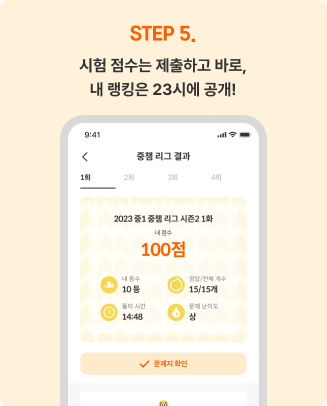 STEP 5.
시험 점수는 제출하고 바로,
내 랭킹은 23시에 공개!
9:41
중챔 리그 결과
1회 2회 3회 4회
2023 중1 중챔 리그 시즌2 1화
내 점수
100점
내 등수
10 등
정답/전체 개수
15/15개
풀이 시간
14:48
문제 난이도
상
문제지 확인